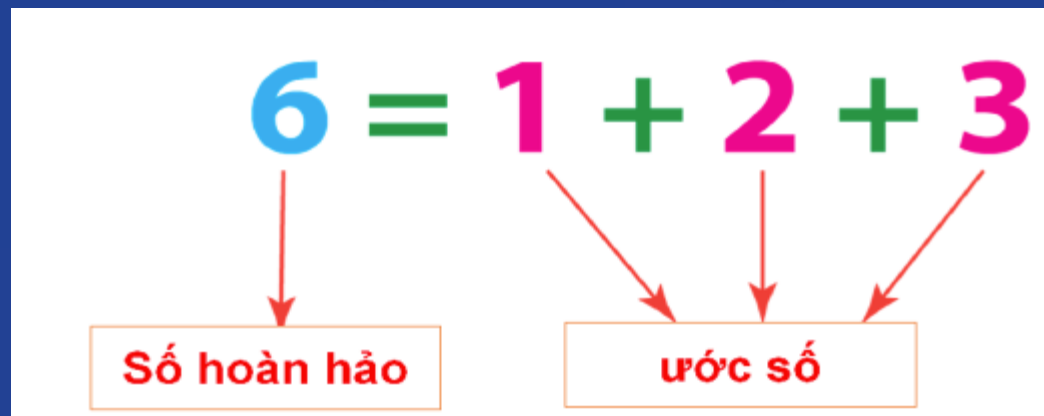 6 = 1 + 2 + 3
Số hoàn hảo
ước số